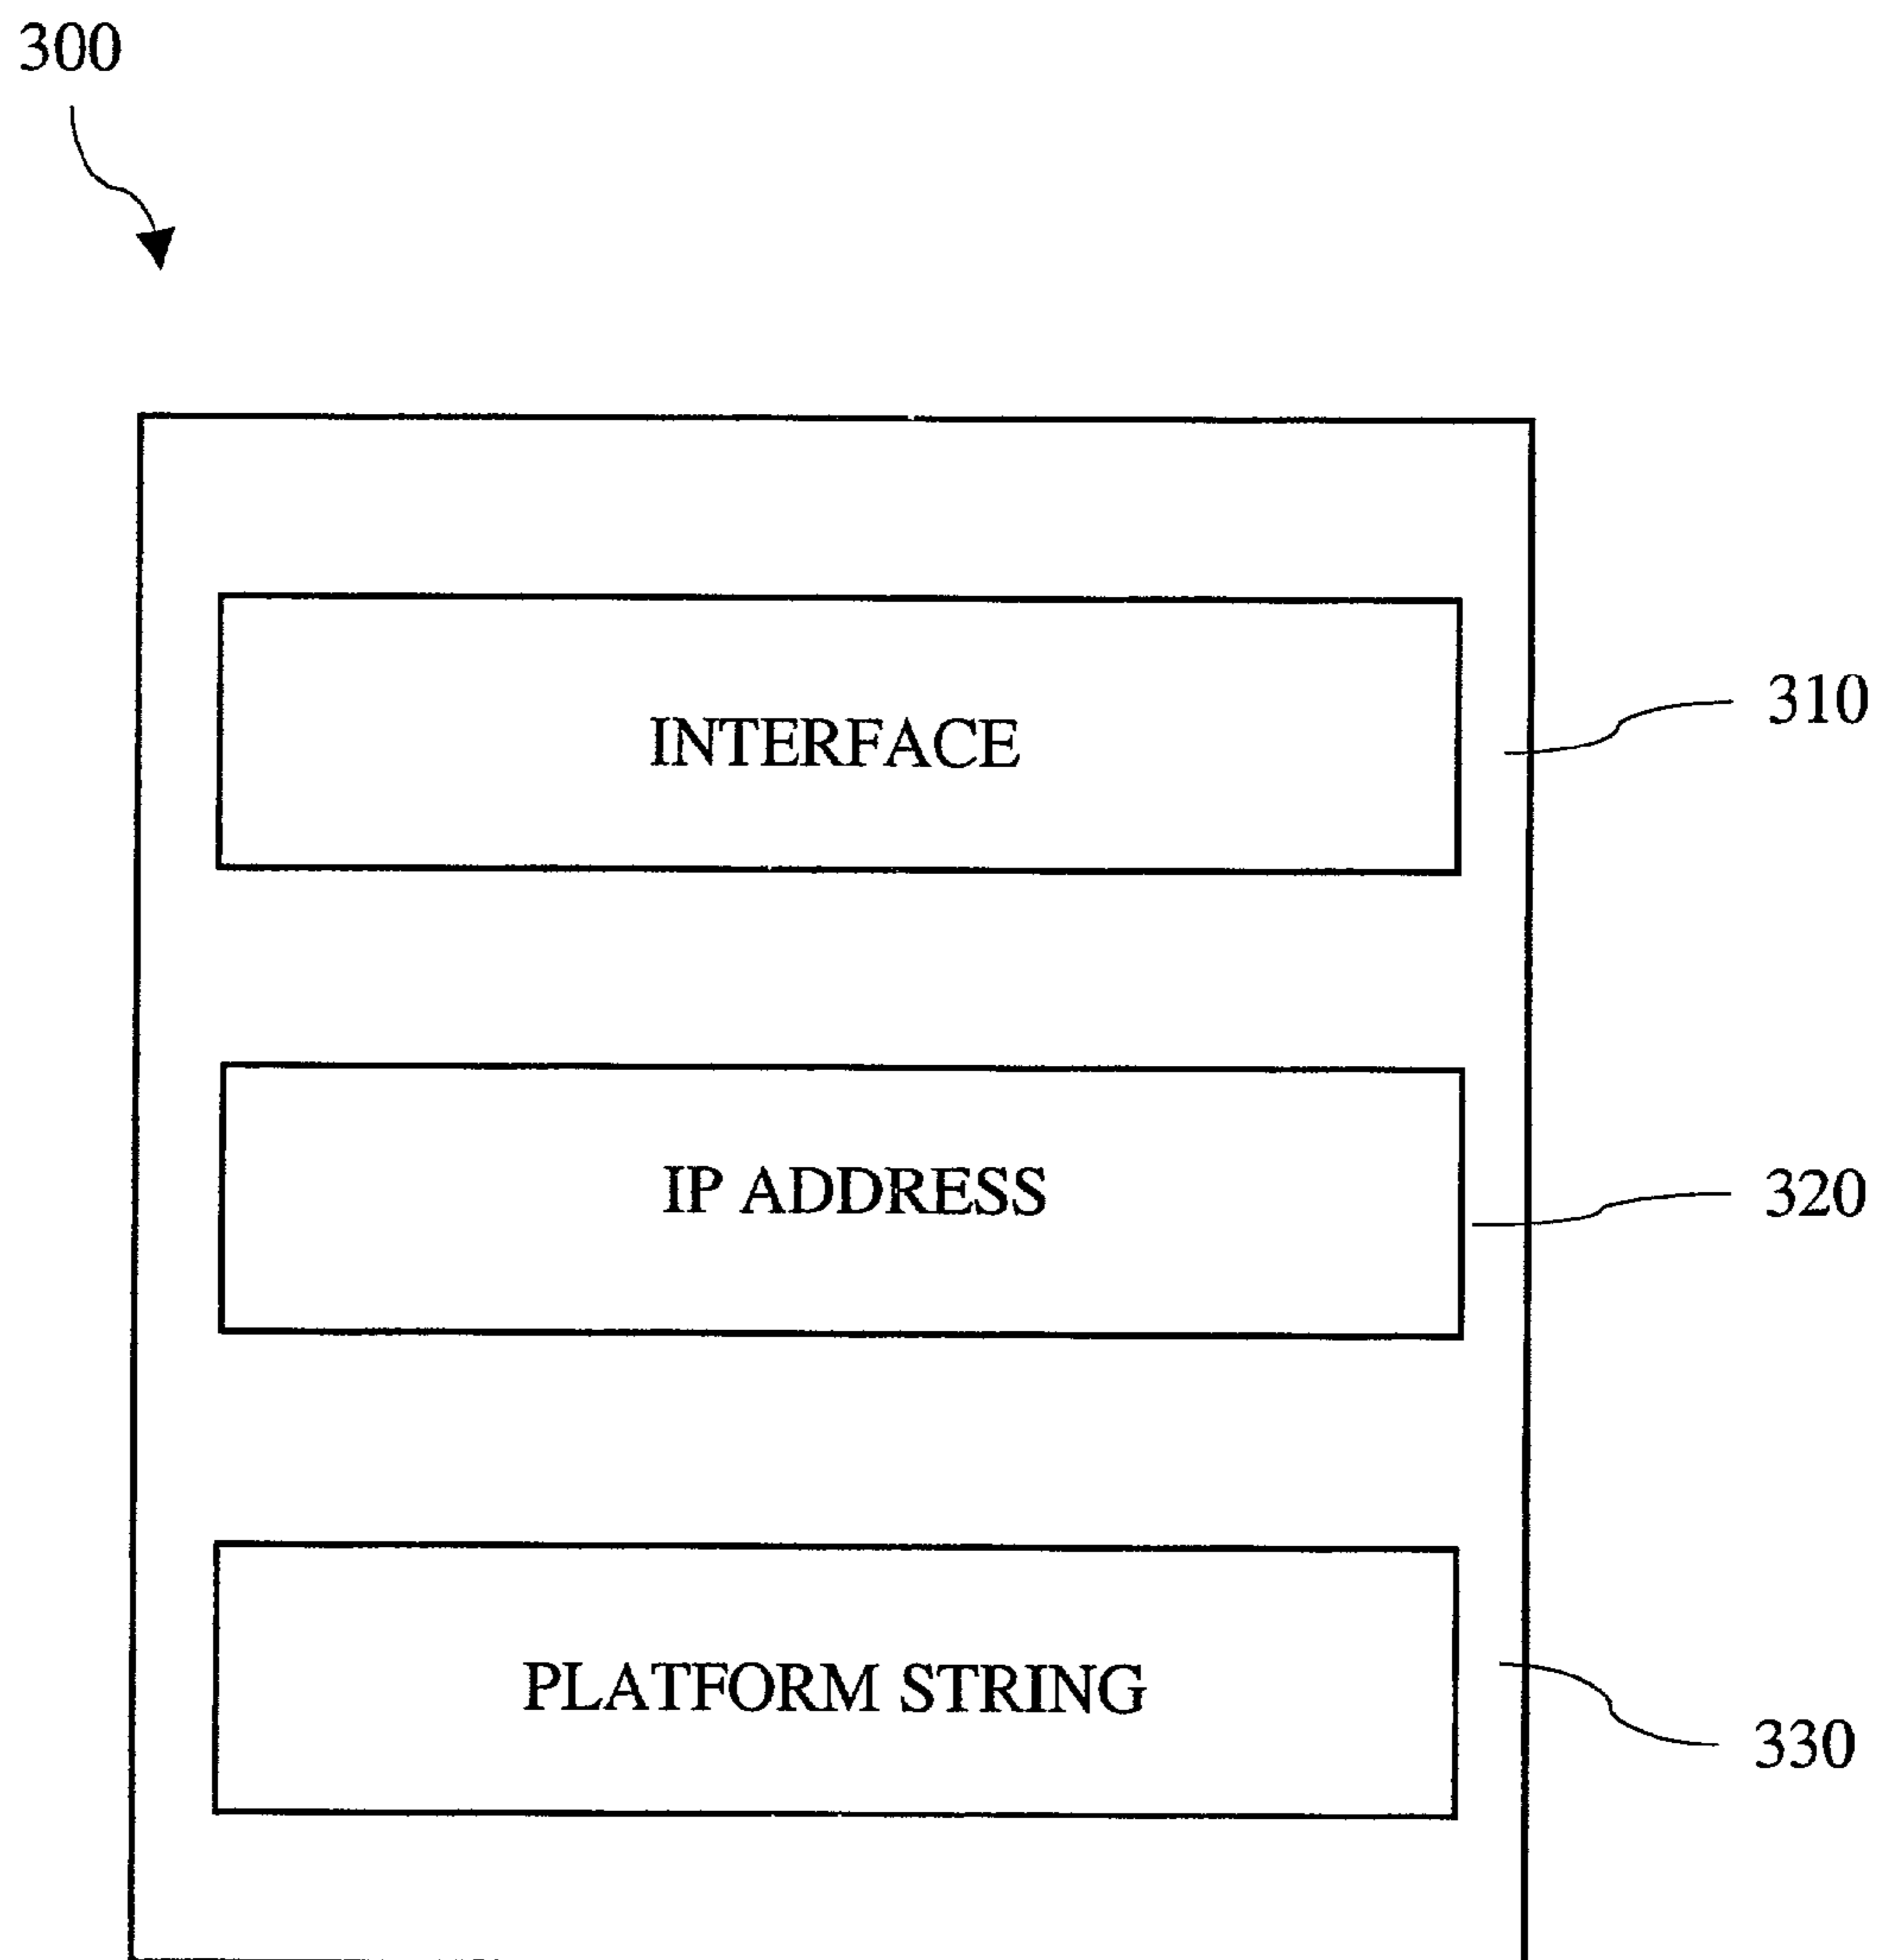 300
INTERFACE
310
IP ADDRESS
320
PLATFORM STRING
330